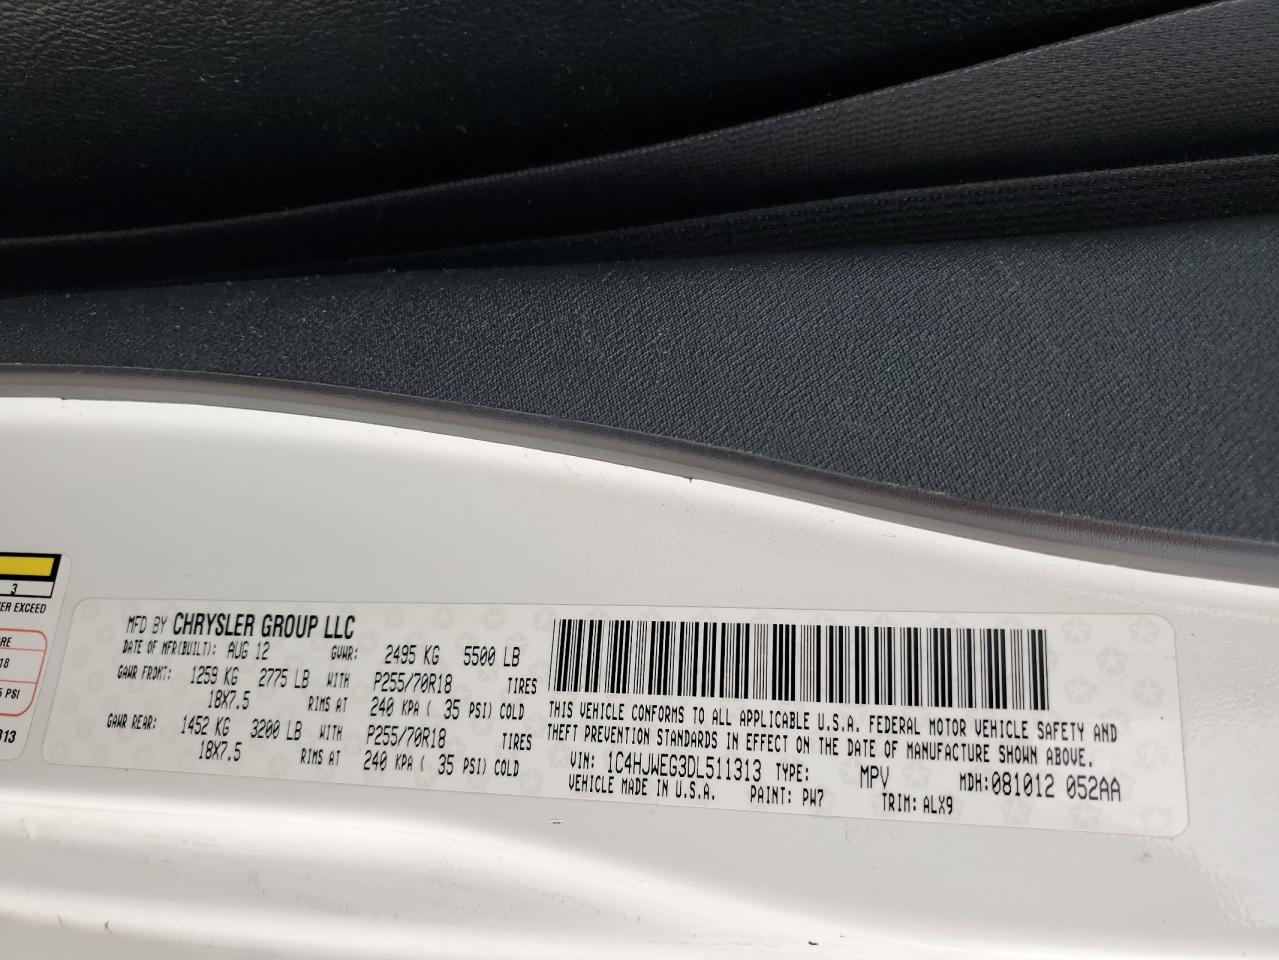 3
ER EXCEED
RE
18
5 PSI
313
MFD BY CHRYSLER GROUP LLC
DATE OF MFR(BUILT): AUG 12 GVWR: 2495 KG 5500 LB
GAWR FRONT: 1259 KG 2775 LB WITH P255/70R18 TIRES
18X7.5 RIMS AT 240 KPA ( 35 PSI) COLD
GAWR REAR: 1452 KG 3200 LB WITH P255/70R18 TIRES
18X7.5 RIMS AT 240 KPA ( 35 PSI) COLD
THIS VEHICLE CONFORMS TO ALL APPLICABLE U.S.A. FEDERAL MOTOR VEHICLE SAFETY AND
THEFT PREVENTION STANDARDS IN EFFECT ON THE DATE OF MANUFACTURE SHOWN ABOVE.
VIN: 1C4HJWEG3DL511313 TYPE: MPV MDH:081012 052AA
VEHICLE MADE IN U.S.A. PAINT: PW7 TRIM: ALX9